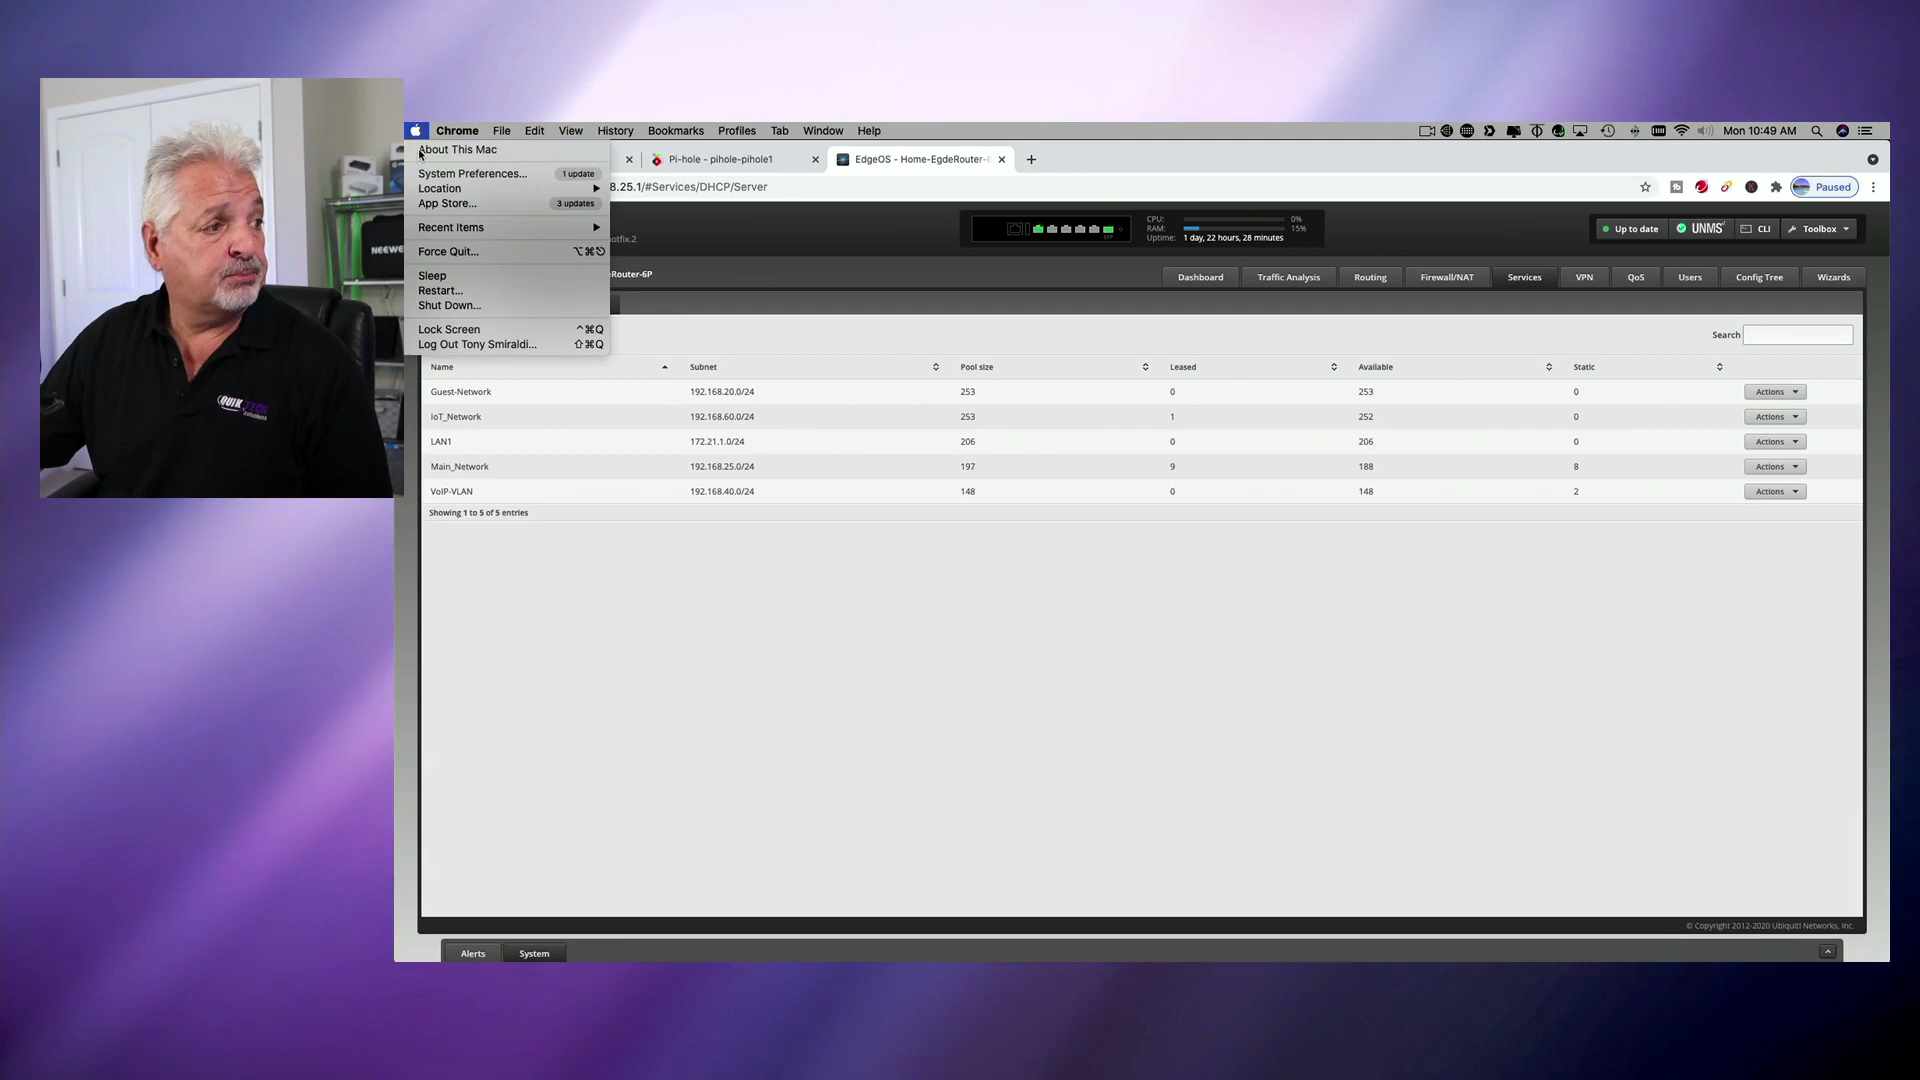 Chrome File Edit View History Bookmarks Profiles Tab Window Help Mon 10:49 AM
About This Mac
System Preferences... 1 update
Location
App Store... 3 updates
Recent Items
Force Quit... ⌥⌘⎋
Sleep
Restart...
Shut Down...
Lock Screen ^⌘Q
Log Out Tony Smiraldi... ⇧⌘Q
Pi-hole - pihole-pihole1
EdgeOS - Home-EgdeRouter-6
8.25.1/#Services/DHCP/Server
Paused
otfix.2
CPU: 0%
RAM: 15%
Uptime: 1 day, 22 hours, 28 minutes
Up to date UNMS CLI Toolbox
eRouter-6P
Dashboard Traffic Analysis Routing Firewall/NAT Services VPN QoS Users Config Tree Wizards
Search
Name Subnet Pool size Leased Available Static
Guest-Network 192.168.20.0/24 253 0 253 0 Actions
IoT_Network 192.168.60.0/24 253 1 252 0 Actions
LAN1 172.21.1.0/24 206 0 206 0 Actions
Main_Network 192.168.25.0/24 197 9 188 8 Actions
VoIP-VLAN 192.168.40.0/24 148 0 148 2 Actions
Showing 1 to 5 of 5 entries
© Copyright 2012-2020 Ubiquiti Networks, Inc.
Alerts System
NEEWE
QUIKTECH
Solutions